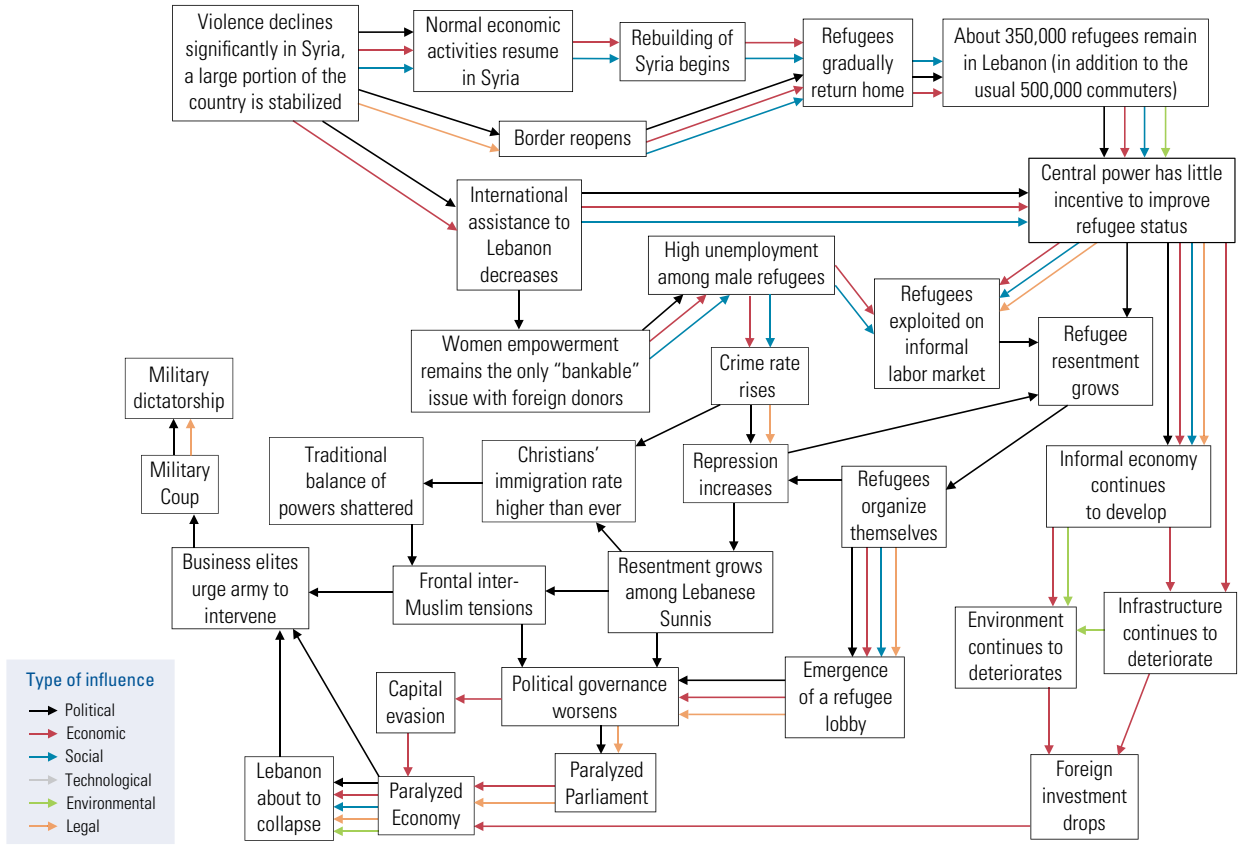 Violence declines
significantly in Syria,
a large portion of the
country is stabilized
Normal economic
activities resume
in Syria
Rebuilding of
Syria begins
Refugees
gradually
return home
About 350,000 refugees remain
in Lebanon (in addition to the
usual 500,000 commuters)
Border reopens
International
assistance to
Lebanon
decreases
Central power has little
incentive to improve
refugee status
High unemployment
among male refugees
Refugees
exploited on
informal
labor market
Refugee
resentment
grows
Women empowerment
remains the only “bankable”
issue with foreign donors
Crime rate
rises
Military
dictatorship
Military
Coup
Traditional
balance of
powers shattered
Christians’
immigration rate
higher than ever
Repression
increases
Refugees
organize
themselves
Informal economy
continues
to develop
Business elites
urge army to
intervene
Frontal inter-
Muslim tensions
Resentment grows
among Lebanese
Sunnis
Environment
continues to
deteriorates
Infrastructure
continues to
deteriorate
Capital
evasion
Political governance
worsens
Emergence
of a refugee
lobby
Lebanon
about to
collapse
Paralyzed
Economy
Paralyzed
Parliament
Foreign
investment
drops
Type of influence
Political
Economic
Social
Technological
Environmental
Legal